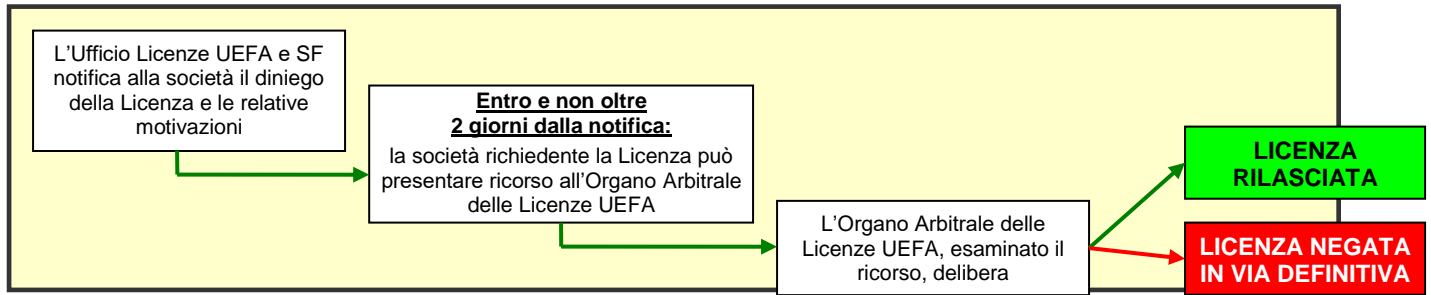 L’Ufficio Licenze UEFA e SF
notifica alla società il diniego
della Licenza e le relative
motivazioni
Entro e non oltre
2 giorni dalla notifica:
la società richiedente la Licenza può
presentare ricorso all’Organo Arbitrale
delle Licenze UEFA
L’Organo Arbitrale delle
Licenze UEFA, esaminato il
ricorso, delibera
LICENZA
RILASCIATA
LICENZA NEGATA
IN VIA DEFINITIVA